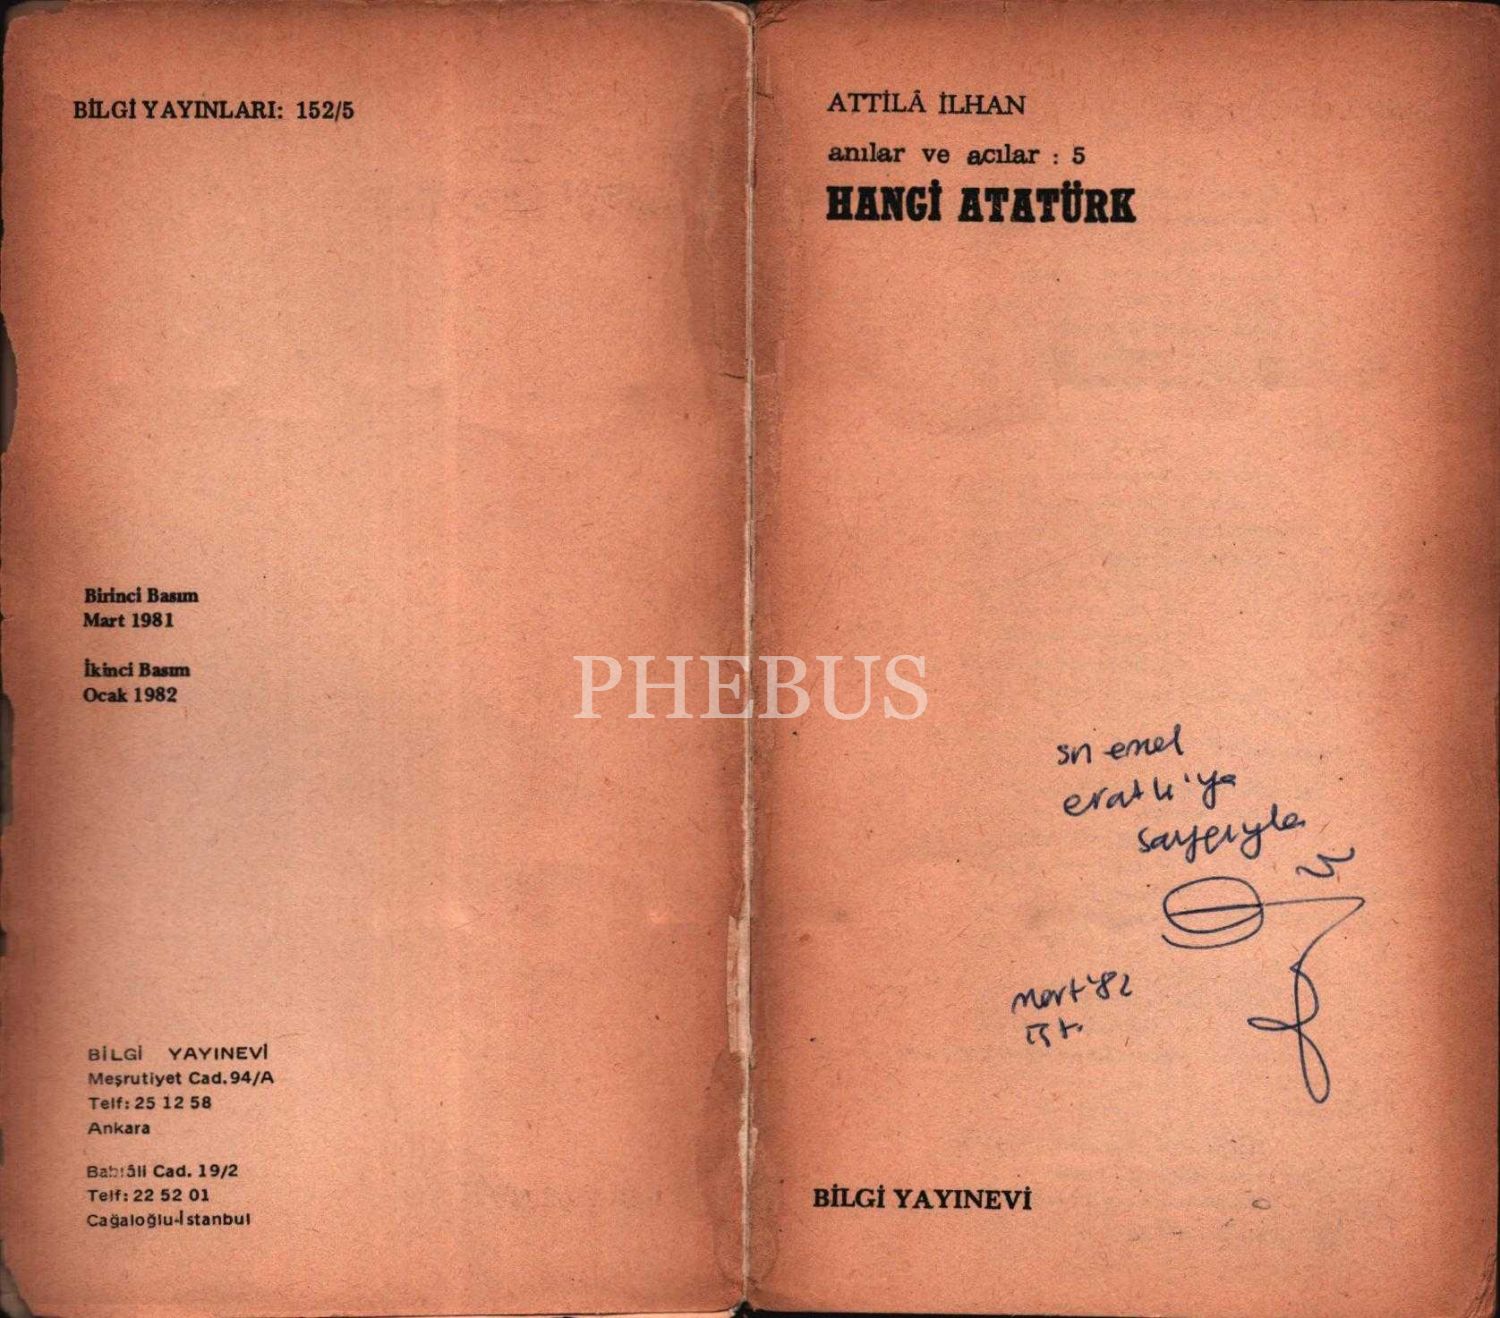 BİLGİ YAYINLARI: 152/5
Birinci Basım
Mart 1981
İkinci Basım
Ocak 1982
BİLGİ YAYINEVİ
Meşrutiyet Cad. 94/A
Telf: 25 12 58
Ankara
Babıâli Cad. 19/2
Telf: 22 52 01
Cağaloğlu-İstanbul
ATTİLÂ İLHAN
anılar ve acılar : 5
HANGİ ATATÜRK
sn emel
eratlı'ya
saygıyla
mart '82
ist.
BİLGİ YAYINEVİ
PHEBUS